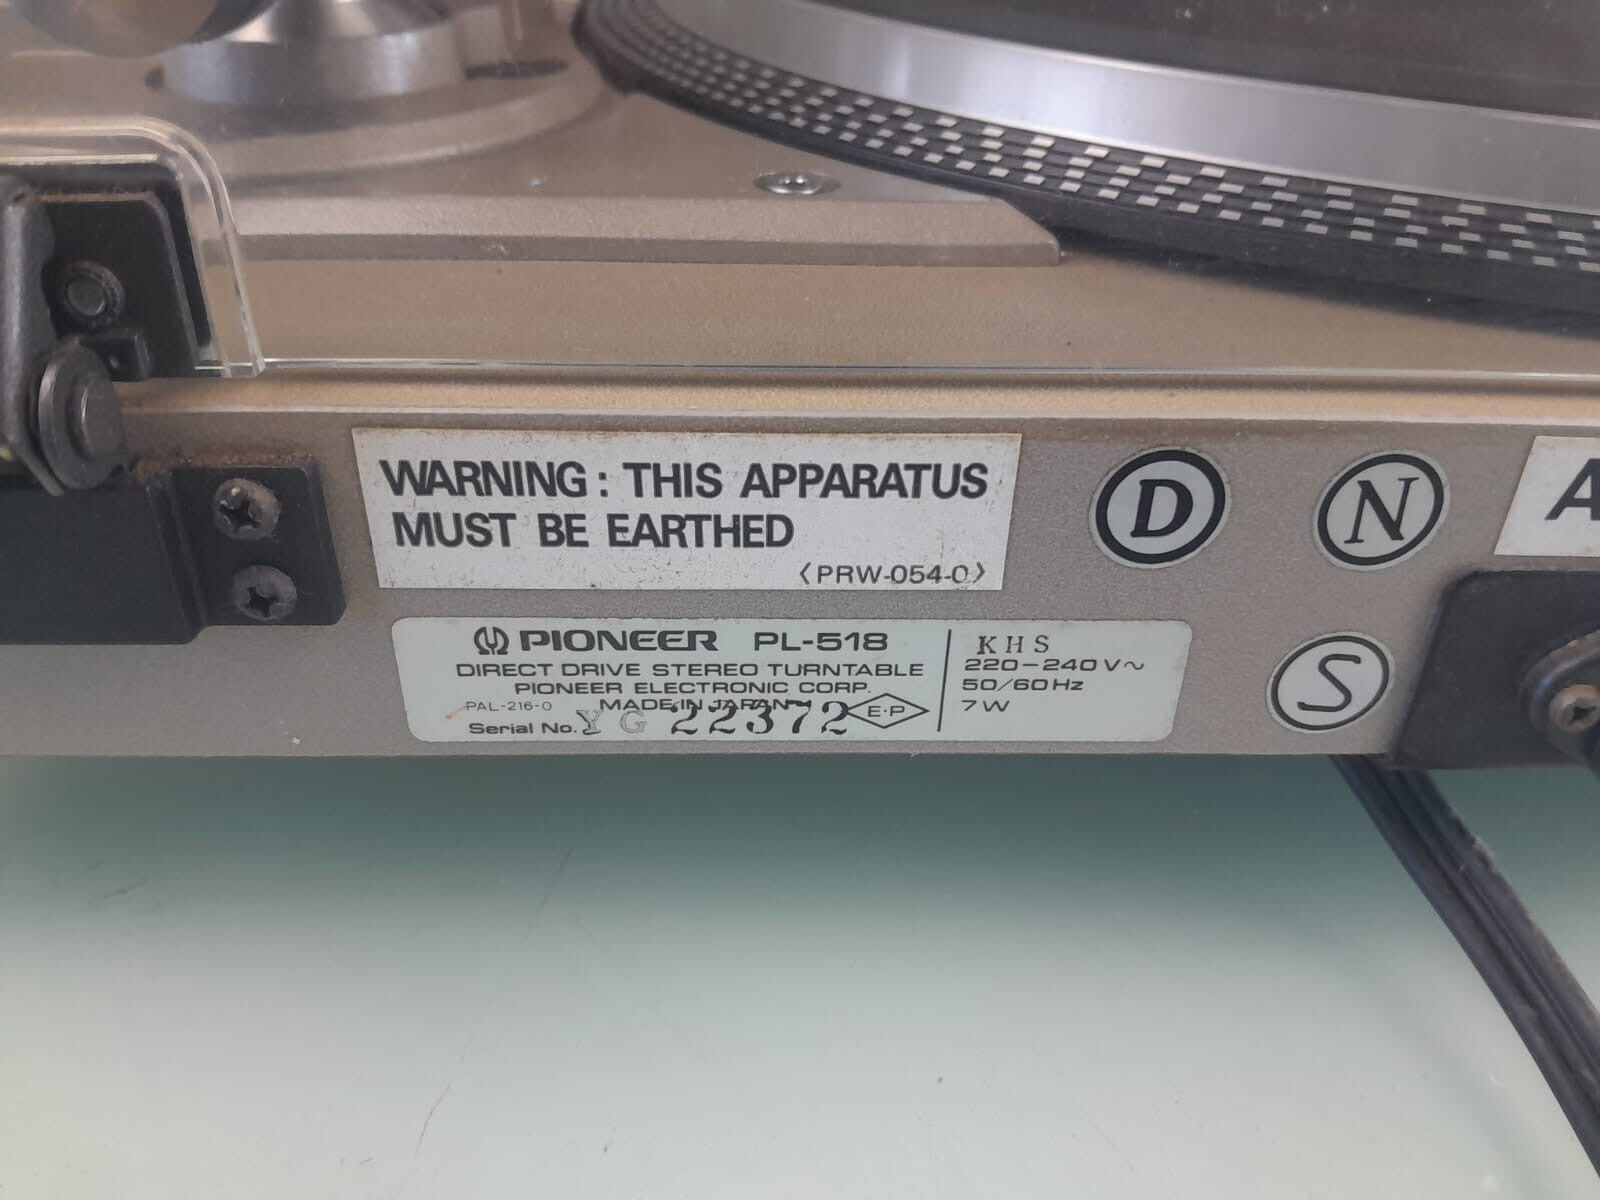 WARNING : THIS APPARATUS
MUST BE EARTHED
〈PRW-054-0〉
D
N
A
PIONEER PL-518
DIRECT DRIVE STEREO TURNTABLE
PIONEER ELECTRONIC CORP.
PAL-216-0 MADE IN JAPAN
Serial No. YG 22372
E·P
KHS
220-240V~
50/60Hz
7W
S